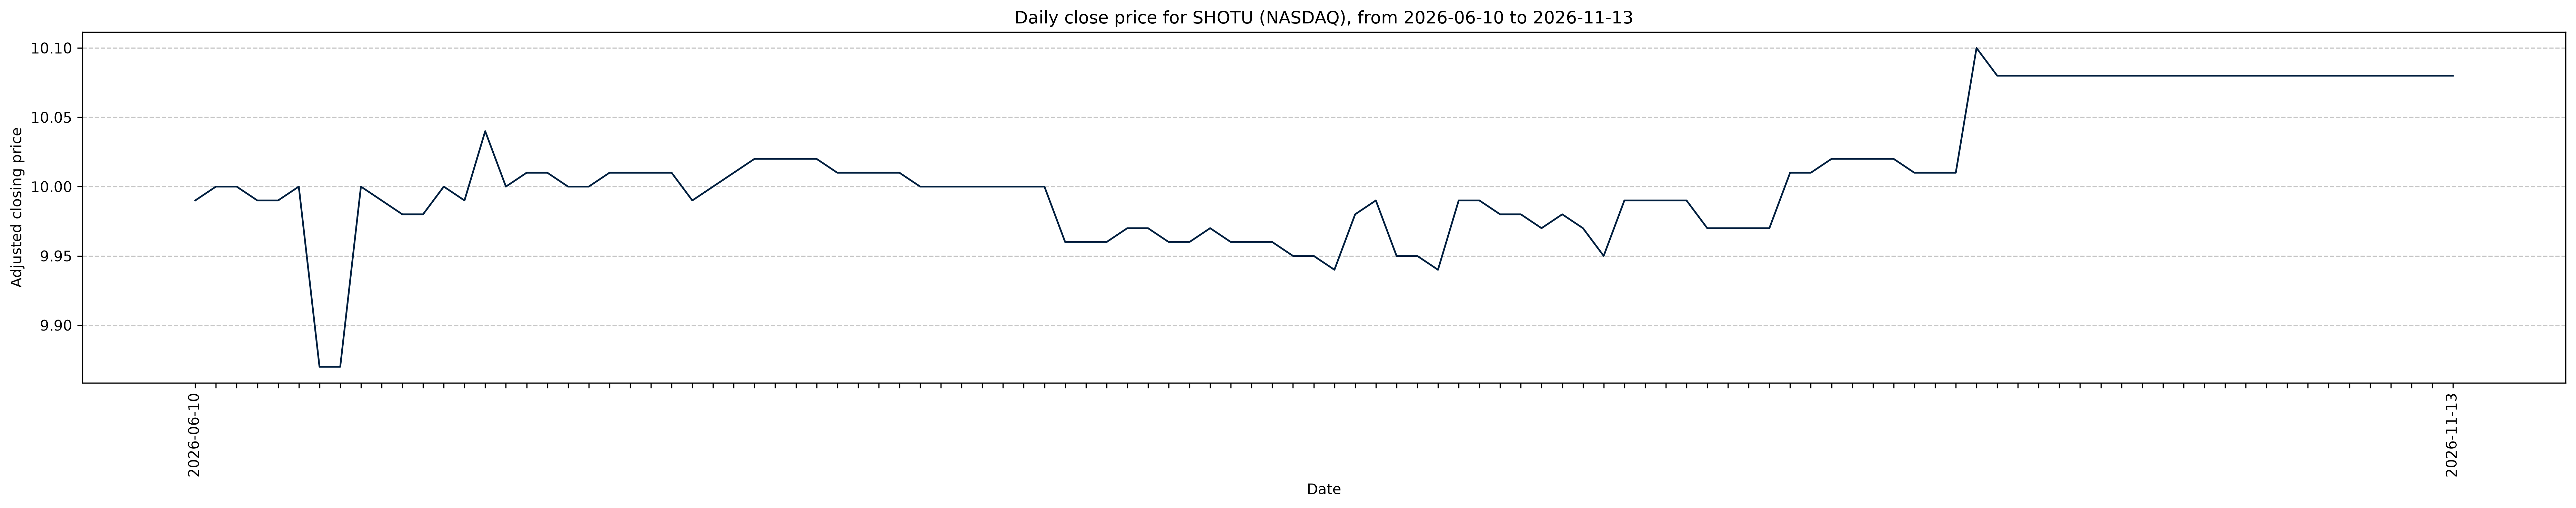 Daily close price for SHOTU (NASDAQ), from 2026-06-10 to 2026-11-13
10.10
10.05
10.00
9.95
9.90
Adjusted closing price
2026-06-10
2026-11-13
Date